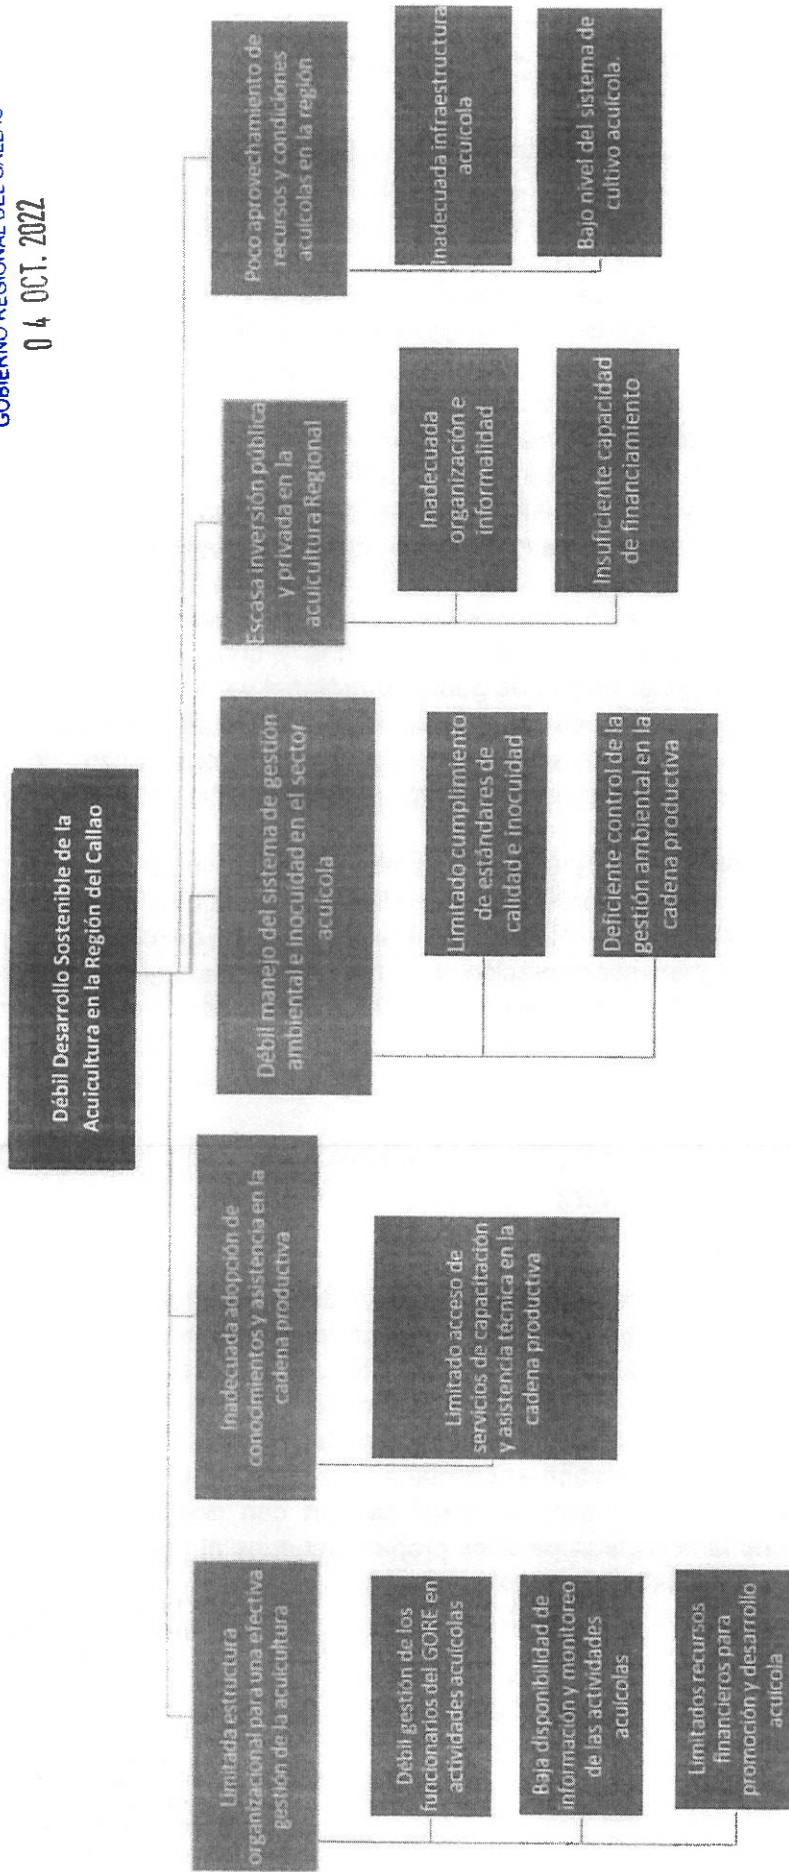 GOBIERNO REGIONAL DEL CALLAO
0 4 OCT. 2022
Débil Desarrollo Sostenible de la
Acuicultura en la Región del Callao
Limitada estructura
organizacional para una efectiva
gestión de la acuicultura
Débil gestión de los
funcionarios del GORE en
actividades acuícolas
Baja disponibilidad de
información y monitoreo
de las actividades
acuícolas
Limitados recursos
financieros para
promoción y desarrollo
acuícola
Inadecuada adopción de
conocimientos y asistencia en la
cadena productiva
Limitado acceso de
servicios de capacitación
y asistencia técnica en la
cadena productiva
Débil manejo del sistema de gestión
ambiental e inocuidad en el sector
acuícola
Limitado cumplimiento
de estándares de
calidad e inocuidad
Deficiente control de la
gestión ambiental en la
cadena productiva
Escasa inversión pública
y privada en la
acuicultura Regional
Inadecuada
organización e
informalidad
Insuficiente capacidad
de financiamiento
Poco aprovechamiento de
recursos y condiciones
acuícolas en la región
Inadecuada infraestructura
acuícola
Bajo nivel del sistema de
cultivo acuícola.